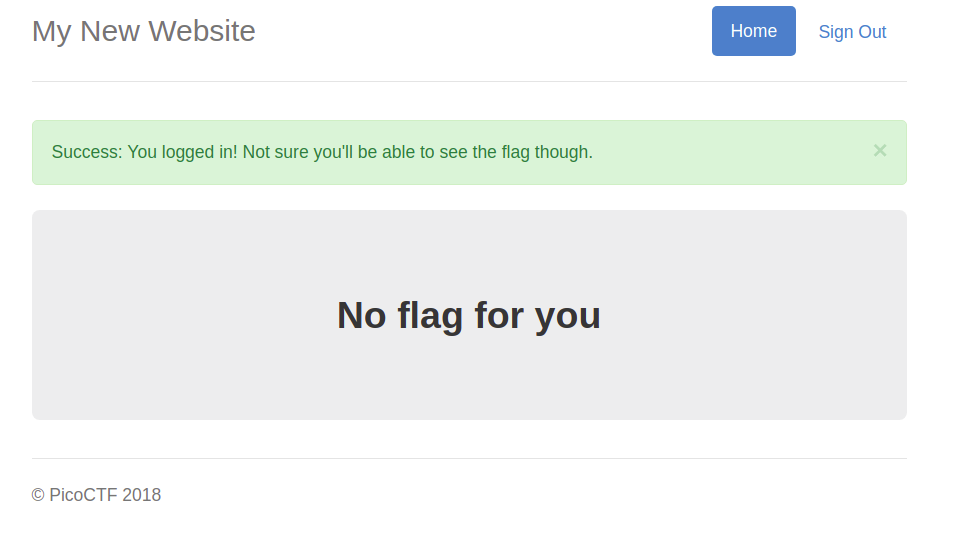 My New Website
Home
Sign Out
Success: You logged in! Not sure you'll be able to see the flag though.
×
No flag for you
© PicoCTF 2018